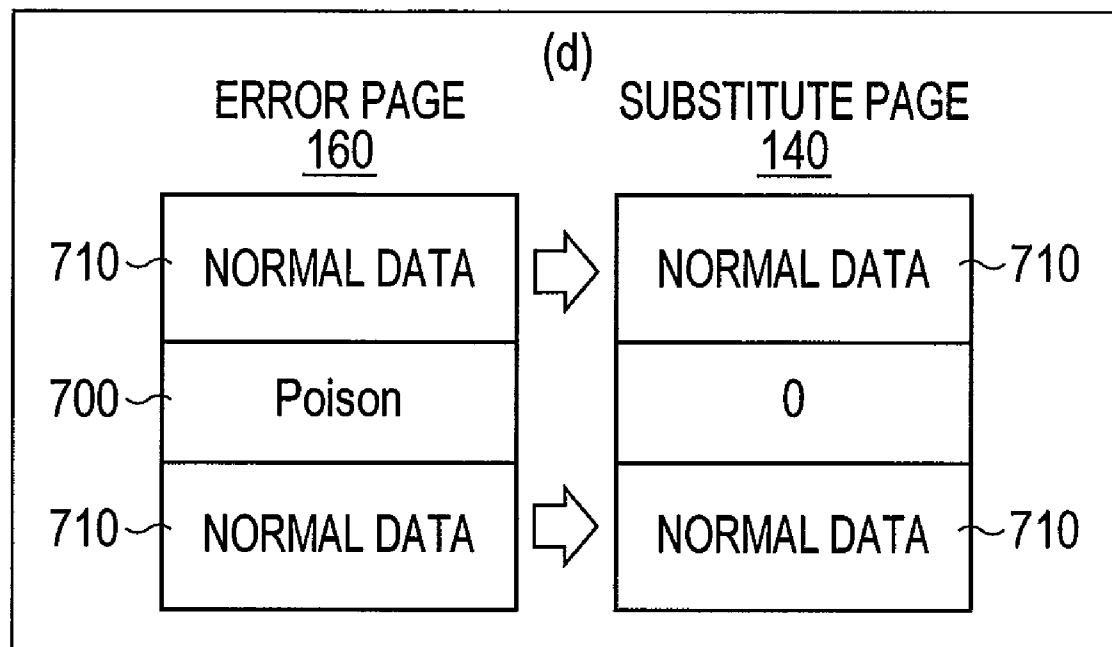 (d)
ERROR PAGE SUBSTITUTE PAGE
160 140
710 NORMAL DATA NORMAL DATA 710
700 Poison 0
710 NORMAL DATA NORMAL DATA 710